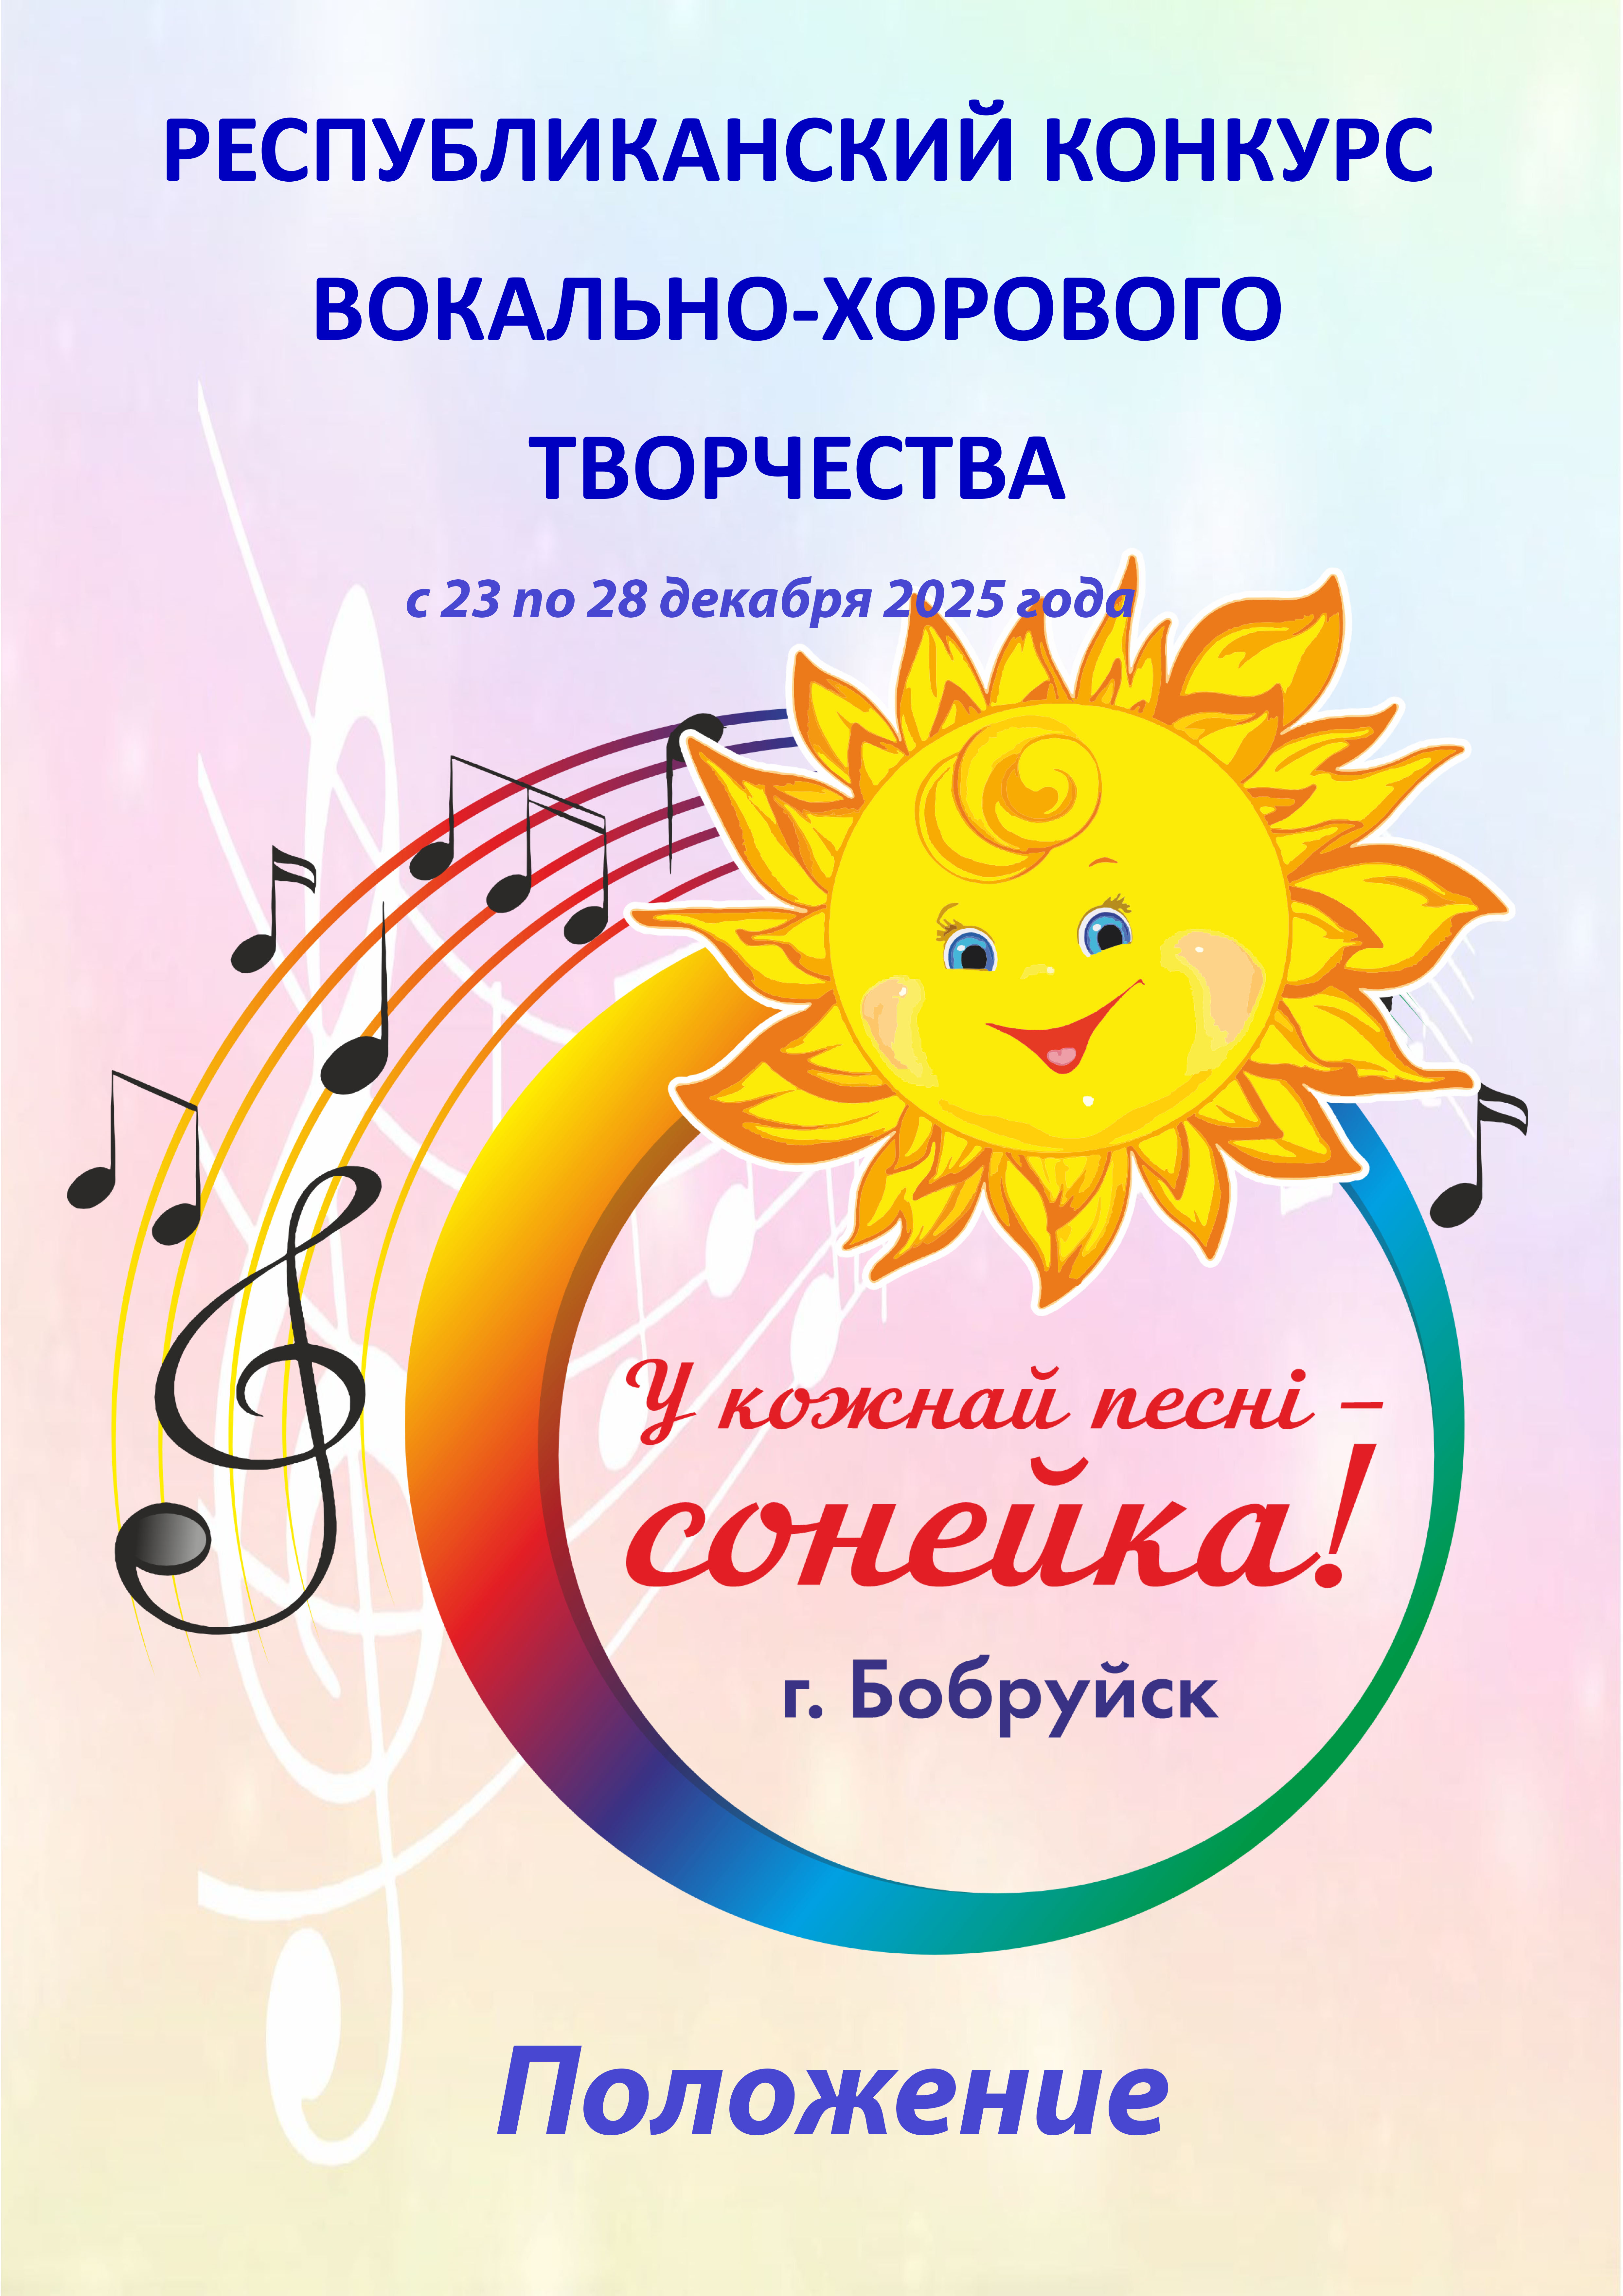 РЕСПУБЛИКАНСКИЙ КОНКУРС
ВОКАЛЬНО-ХОРОВОГО
ТВОРЧЕСТВА
с 23 по 28 декабря 2025 года
У кожнай песні –
сонейка!
г. Бобруйск
Положение